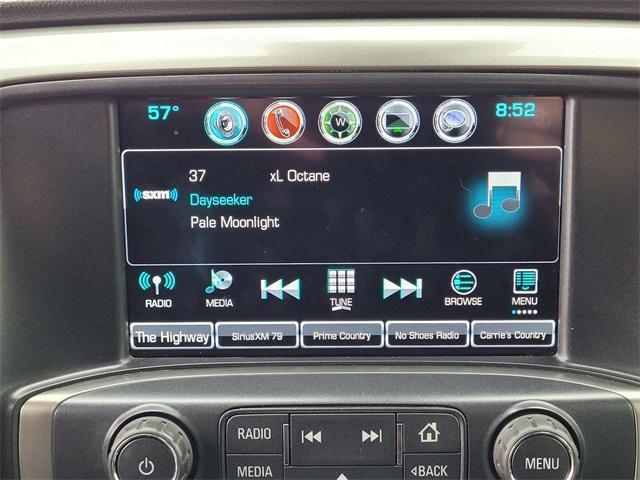 57°
W
8:52
((sxm))
37 xL Octane
Dayseeker
Pale Moonlight
RADIO
MEDIA
TUNE
BROWSE
MENU
The Highway
SiriusXM 79
Prime Country
No Shoes Radio
Carrie's Country
RADIO
MEDIA
BACK
MENU